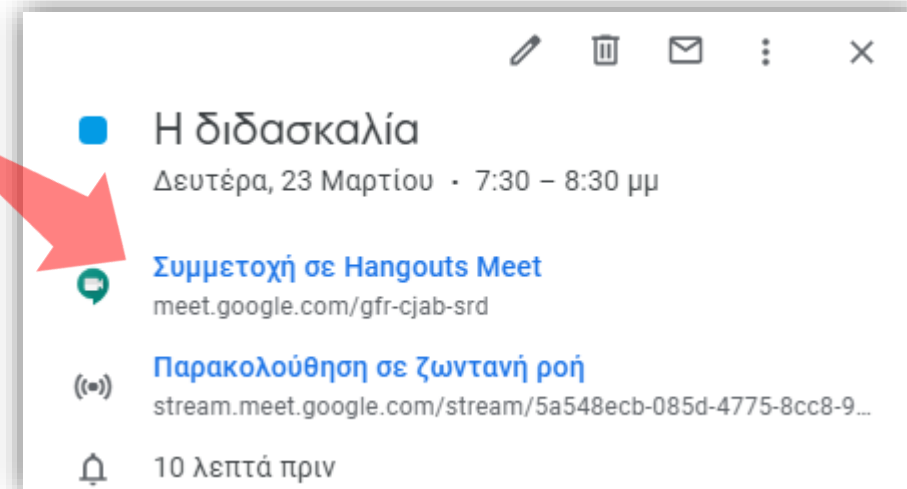 Η διδασκαλία
Δευτέρα, 23 Μαρτίου · 7:30 – 8:30 μμ
Συμμετοχή σε Hangouts Meet
meet.google.com/gfr-cjab-srd
Παρακολούθηση σε ζωντανή ροή
stream.meet.google.com/stream/5a548ecb-085d-4775-8cc8-9...
10 λεπτά πριν